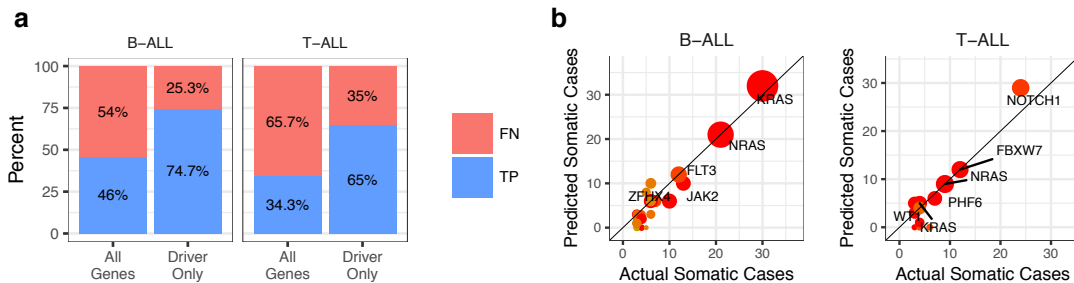 a
B−ALL
T−ALL
Percent
100
75
50
25
0
54%
46%
25.3%
74.7%
65.7%
34.3%
35%
65%
All
Genes
Driver
Only
All
Genes
Driver
Only
FN
TP
b
B−ALL
Predicted Somatic Cases
30
20
10
0
KRAS
NRAS
FLT3
ZFHX4
JAK2
0
10
20
30
Actual Somatic Cases
T−ALL
Predicted Somatic Cases
30
20
10
0
NOTCH1
FBXW7
NRAS
PHF6
WT1
KRAS
0
10
20
30
Actual Somatic Cases